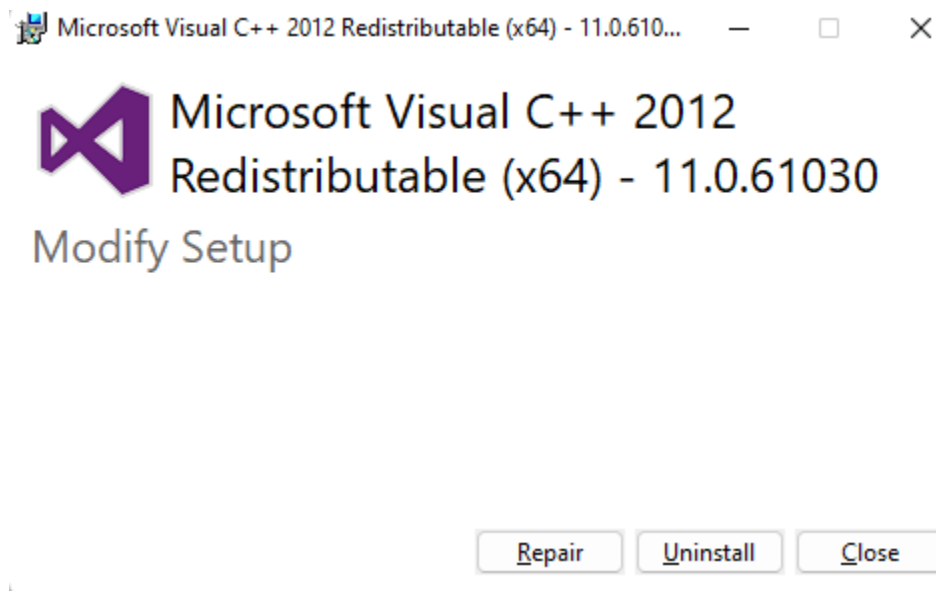 Microsoft Visual C++ 2012 Redistributable (x64) - 11.0.610...
Microsoft Visual C++ 2012
Redistributable (x64) - 11.0.61030
Modify Setup
Repair Uninstall Close